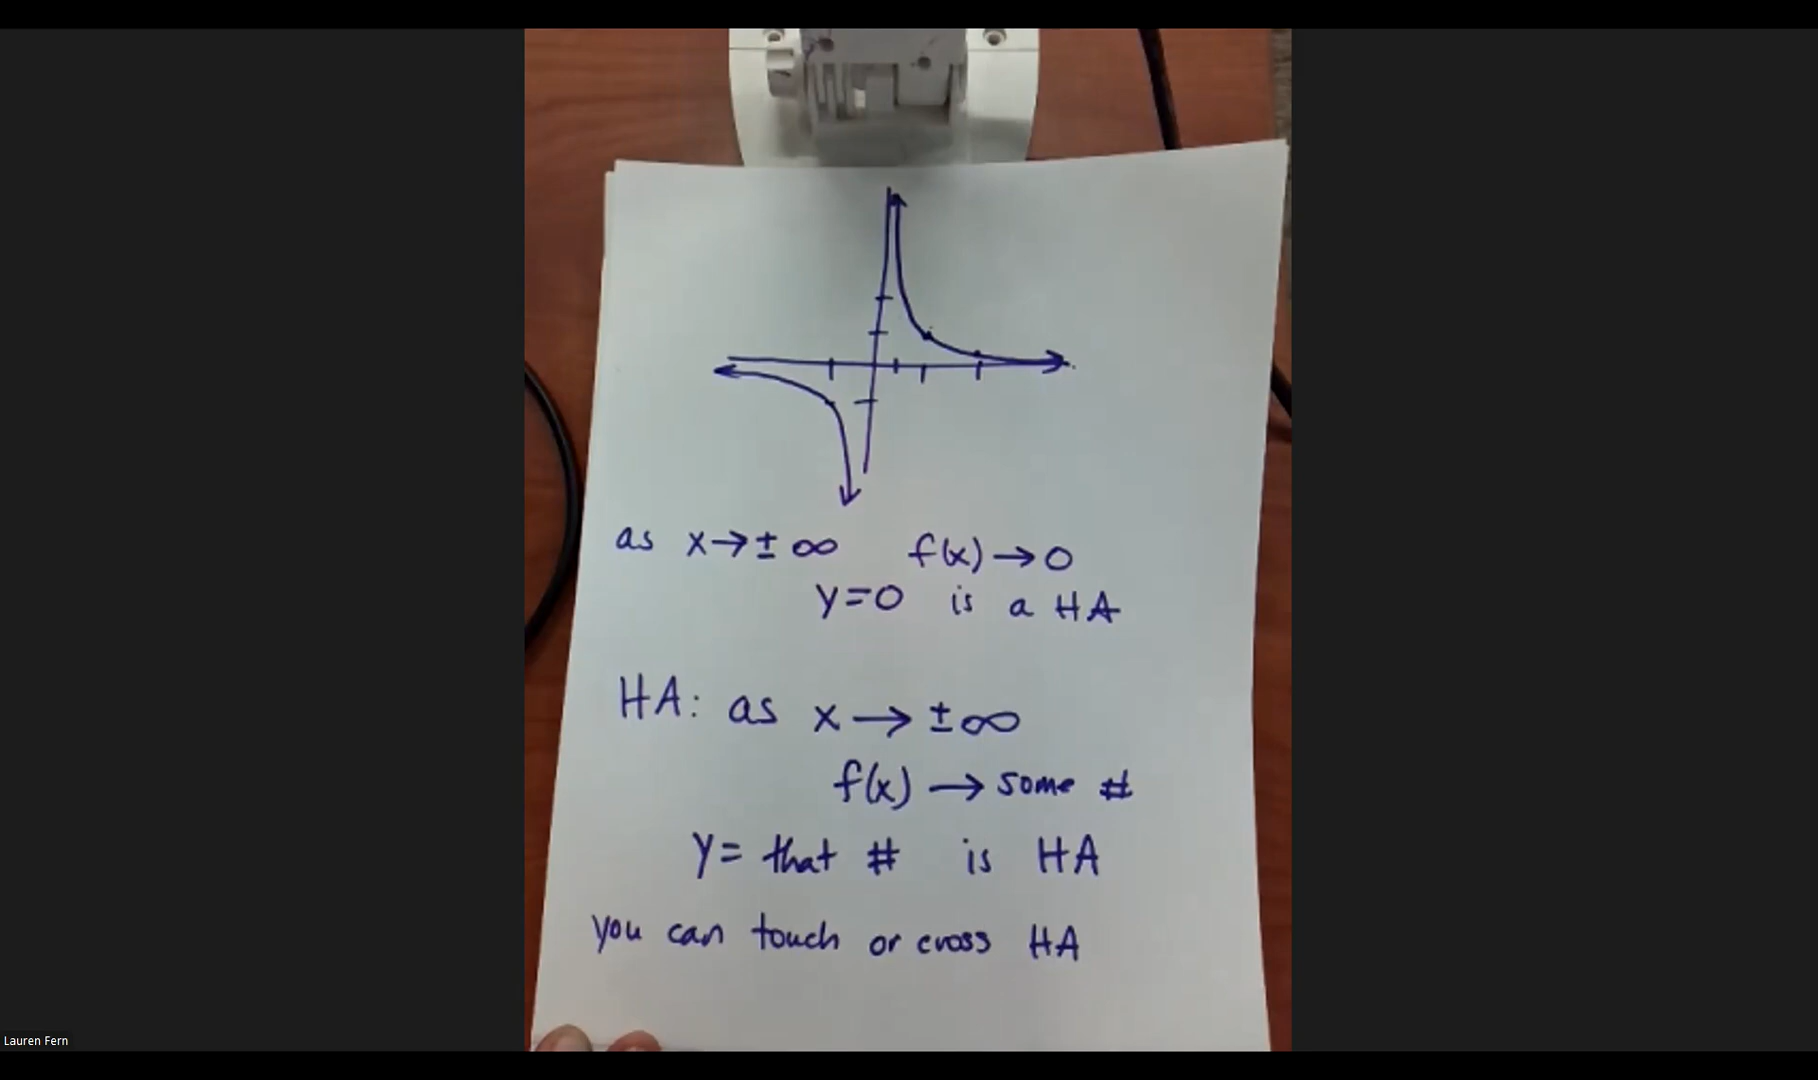 as x→± ∞ f(x)→0
y=0 is a HA
HA: as x→ ±∞
f(x) → some #
y= that # is HA
you can touch or cross HA
Lauren Fern